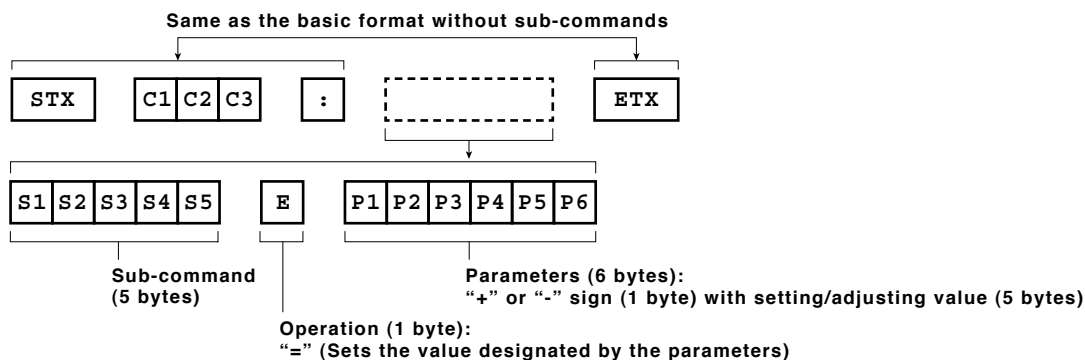 Same as the basic format without sub-commands
STX C1 C2 C3 : ETX
S1 S2 S3 S4 S5 E P1 P2 P3 P4 P5 P6
Sub-command
(5 bytes)
Parameters (6 bytes):
“+” or “-” sign (1 byte) with setting/adjusting value (5 bytes)
Operation (1 byte):
“=” (Sets the value designated by the parameters)